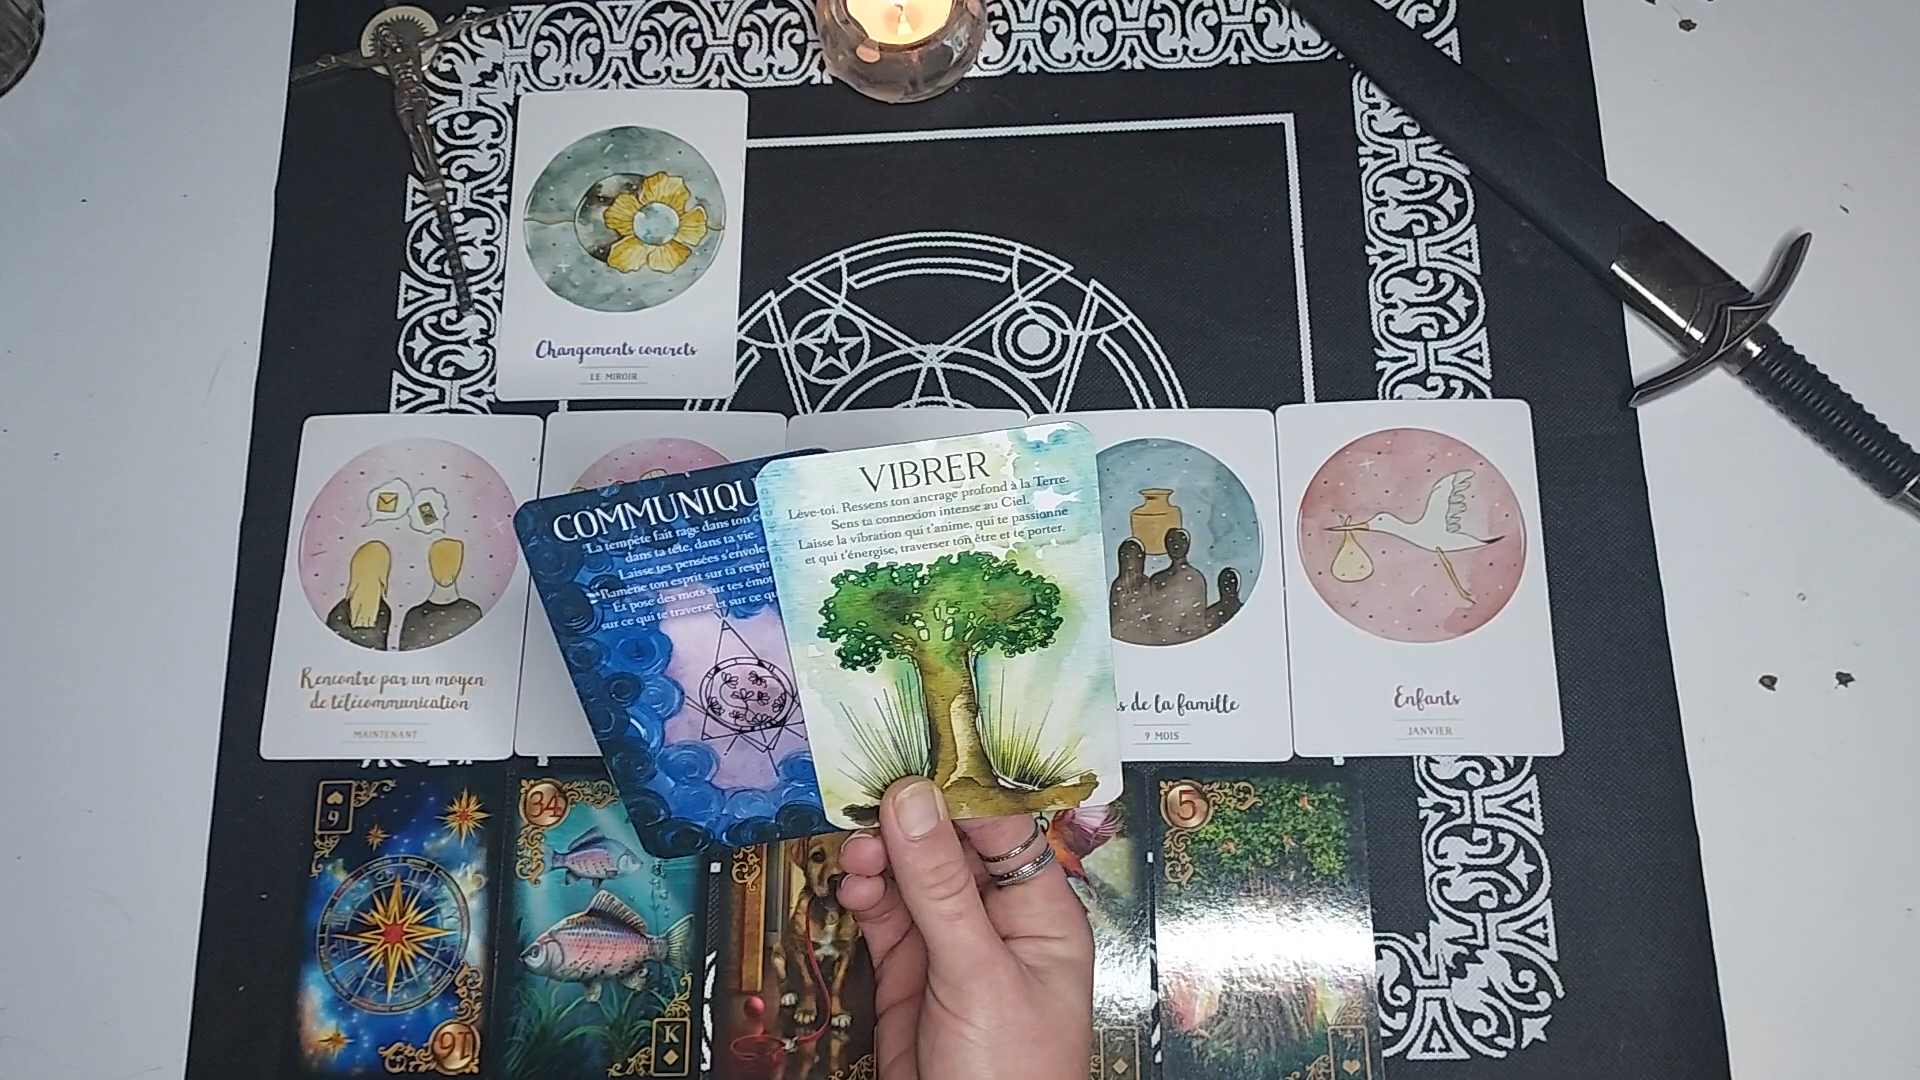 Changements concrets
LE MIROIR
Rencontre par un moyen
de télécommunication
MAINTENANT
COMMUNIQU
La tempête fait rage dans ton
dans ta tête, dans ta vie.
Laisse tes pensées s'envole
Ramène ton esprit sur ta respir
Et pose des mots sur tes émot
sur ce qui te traverse et sur ce qu
VIBRER
Lève-toi. Ressens ton ancrage profond à la Terre.
Sens ta connexion intense au Ciel.
Laisse la vibration qui t'anime, qui te passionne
et qui t'énergise, traverser ton être et te porter.
de la famille
9 MOIS
Enfants
JANVIER
9
34
K
5